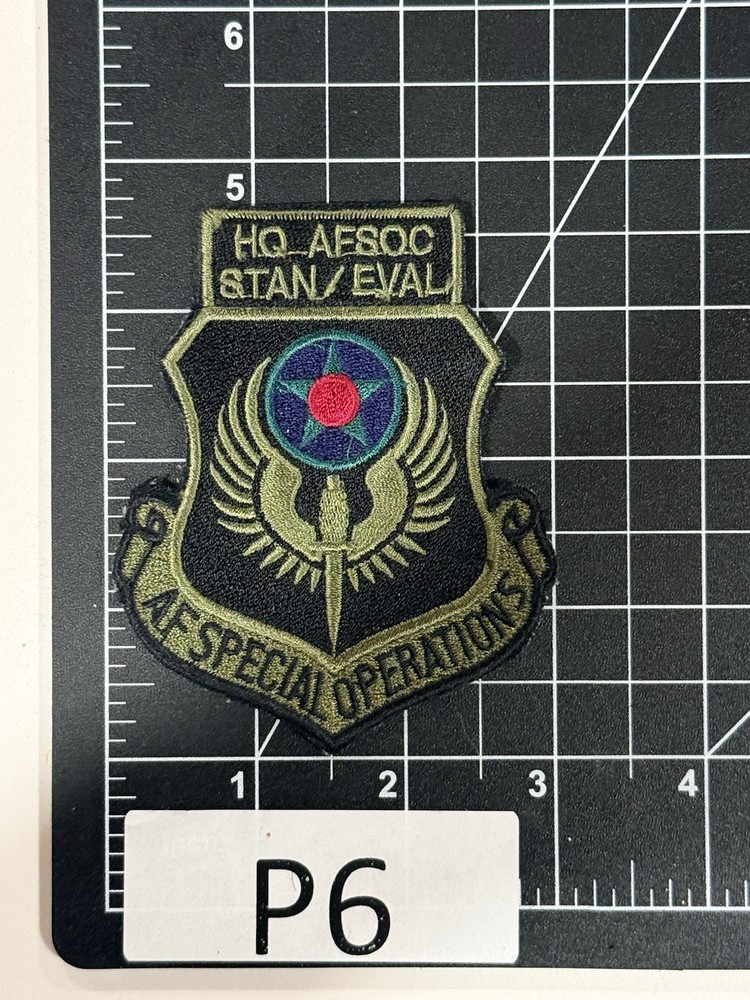 6
5
HQ AFSOC
STAN/EVAL
AF SPECIAL OPERATIONS
1 2 3 4
P6